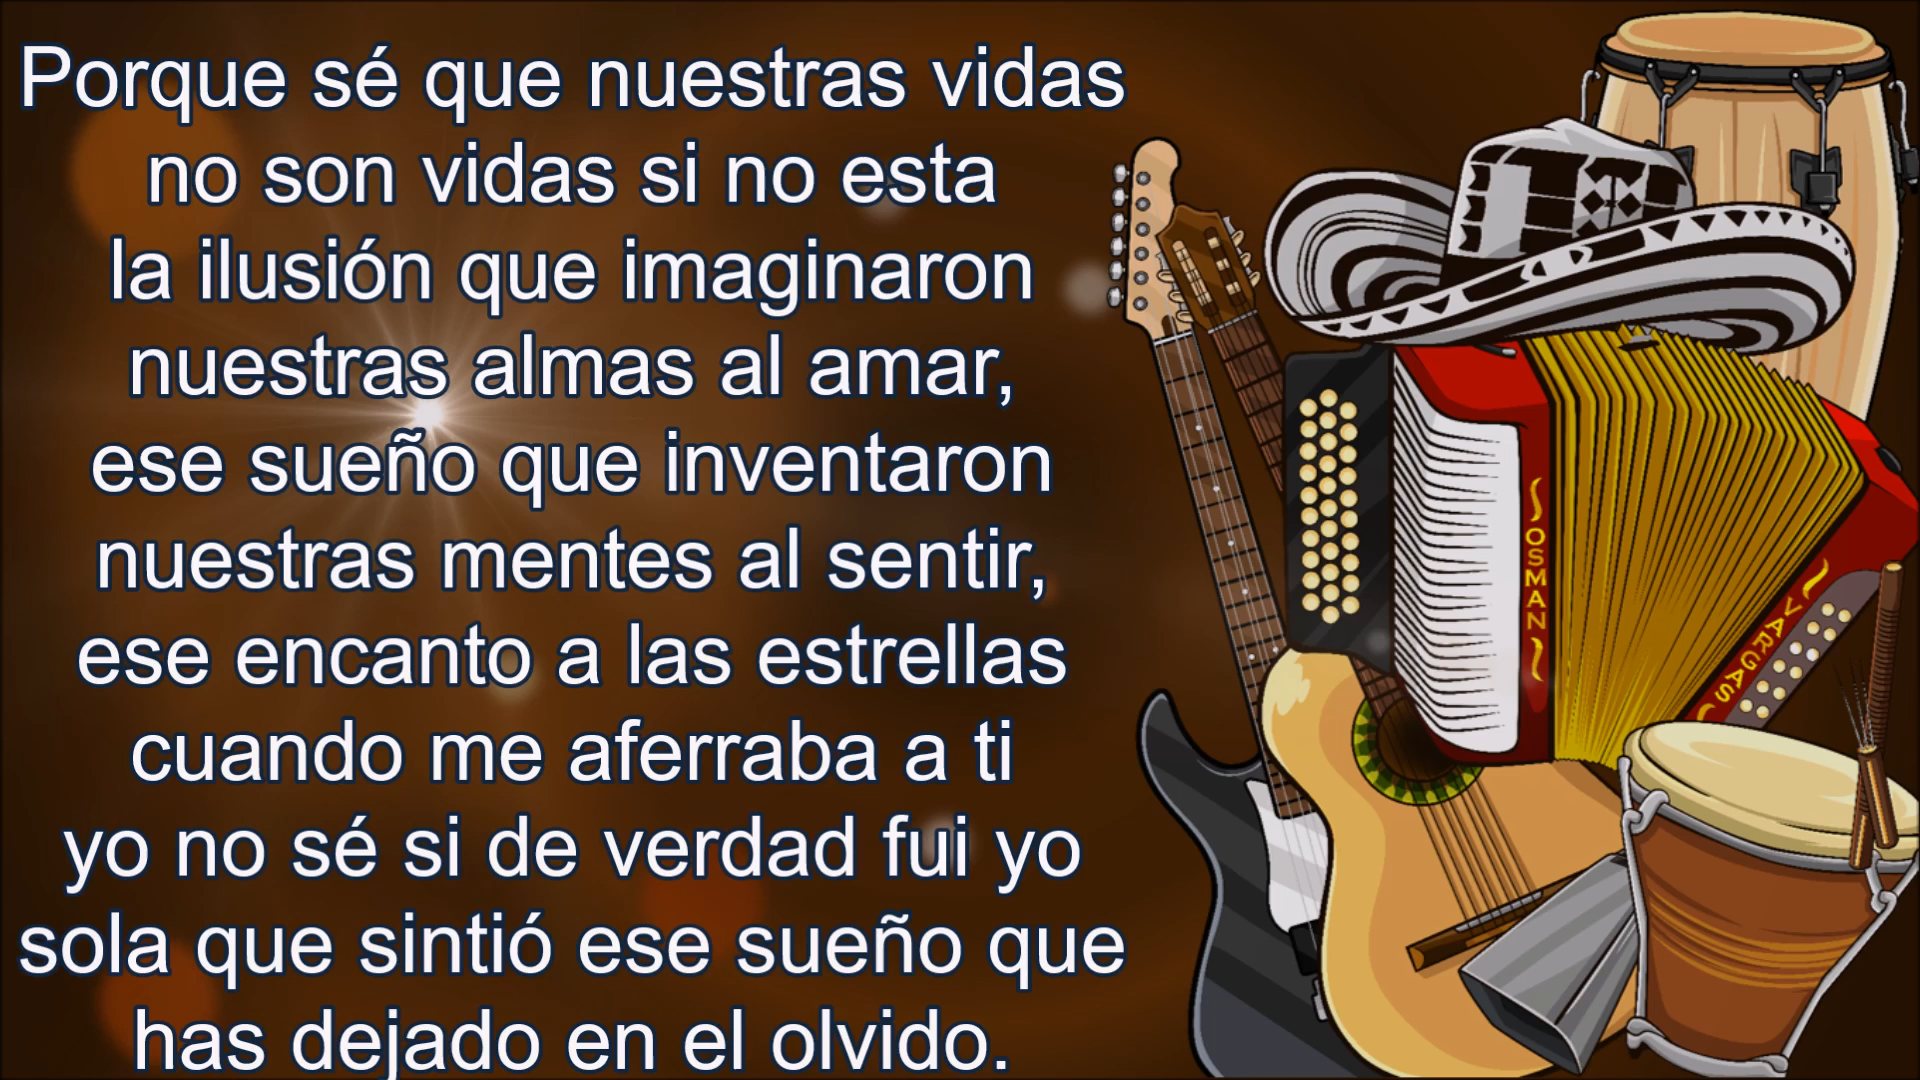 Porque sé que nuestras vidas
no son vidas si no esta
la ilusión que imaginaron
nuestras almas al amar,
ese sueño que inventaron
nuestras mentes al sentir,
ese encanto a las estrellas
cuando me aferraba a ti
yo no sé si de verdad fui yo
sola que sintió ese sueño que
has dejado en el olvido.
OSMAN
VARGAS